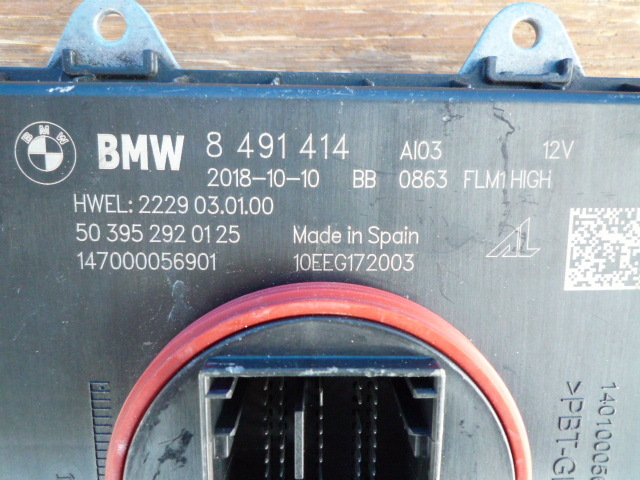 BMW BMW 8 491 414 AI03 12V
2018-10-10 BB 0863 FLM1 HIGH
HWEL: 2229 03.01.00
50 395 292 01 25 Made in Spain
147000056901 10EEG172003
AL
>PBT-G